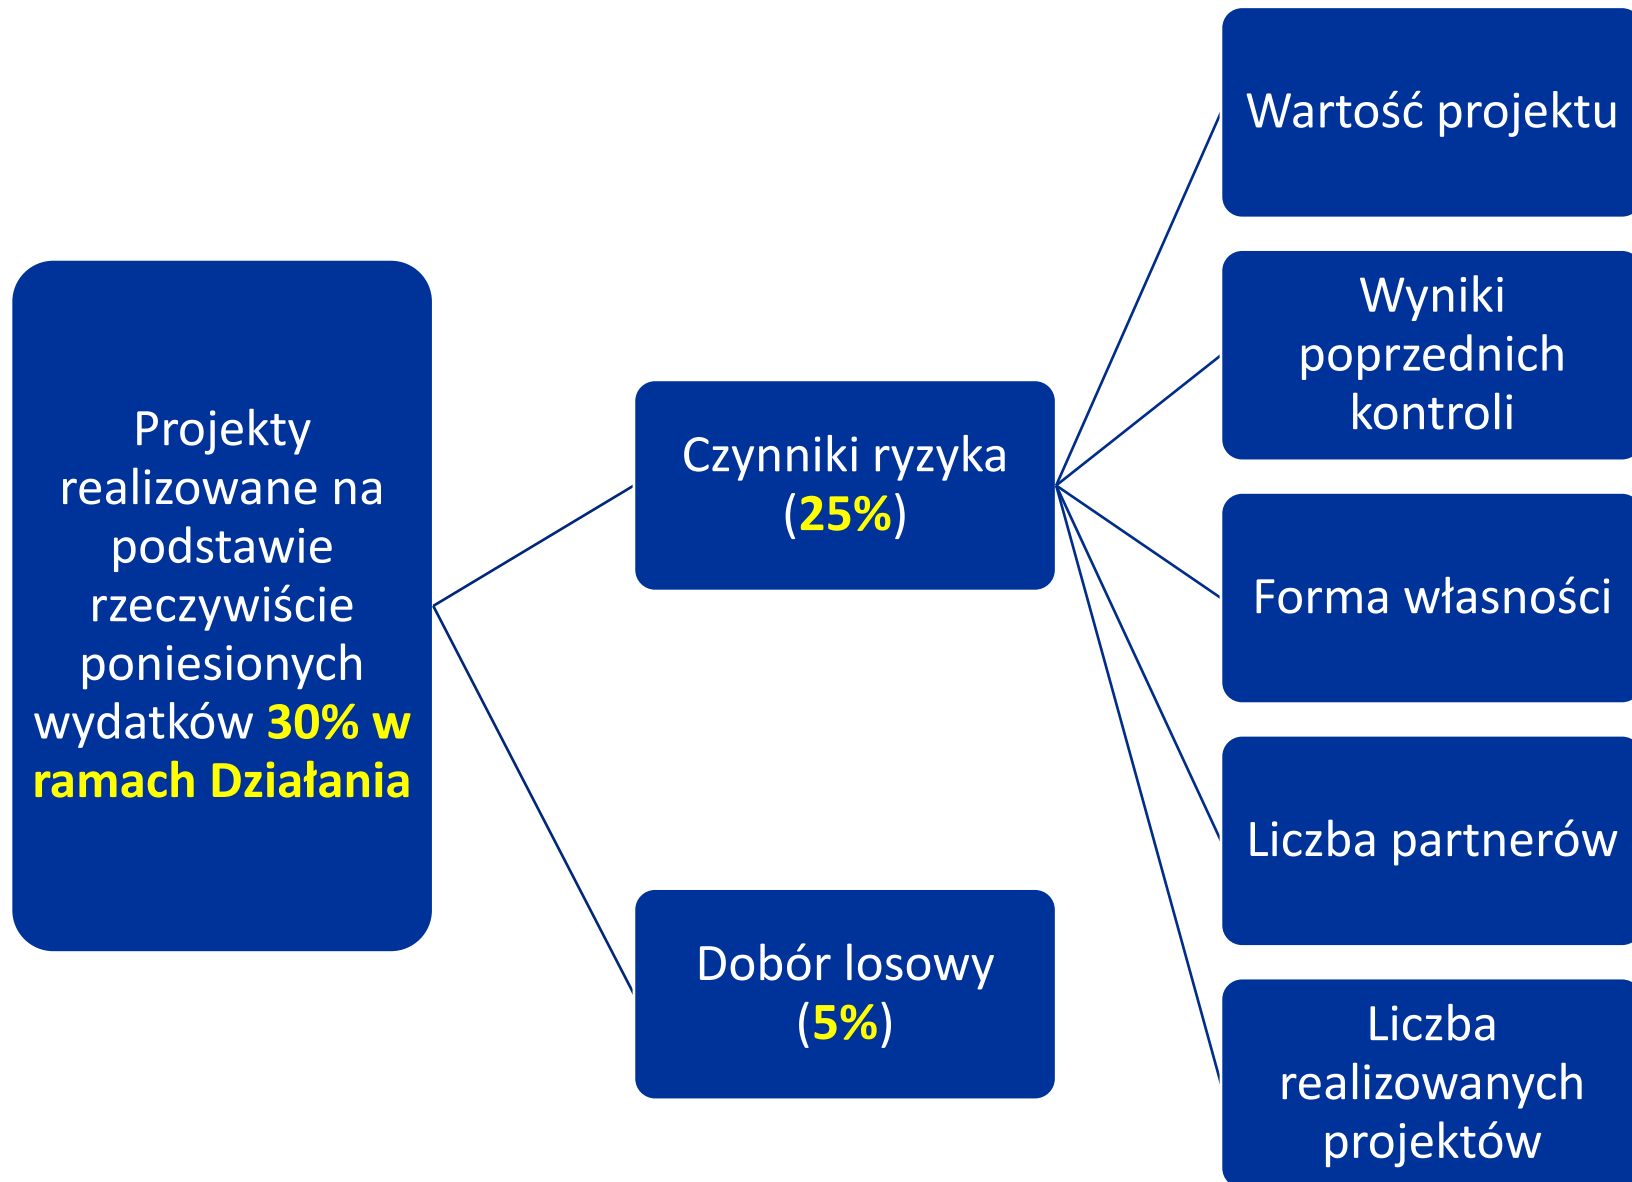 Projekty
realizowane na
podstawie
rzeczywiście
poniesionych
wydatków 30% w
ramach Działania
Czynniki ryzyka
(25%)
Dobór losowy
(5%)
Wartość projektu
Wyniki
poprzednich
kontroli
Forma własności
Liczba partnerów
Liczba
realizowanych
projektów